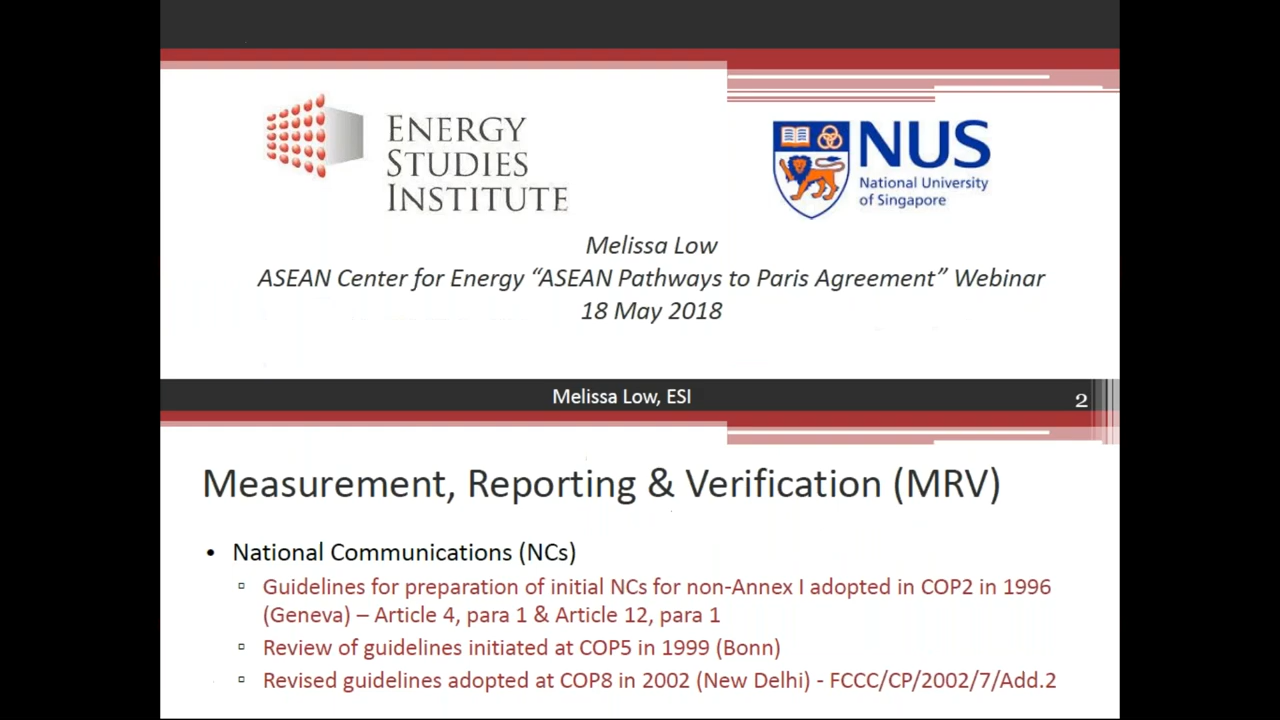 ENERGY
STUDIES
INSTITUTE
NUS
National University
of Singapore
Melissa Low
ASEAN Center for Energy “ASEAN Pathways to Paris Agreement” Webinar
18 May 2018
Melissa Low, ESI
2
Measurement, Reporting & Verification (MRV)
• National Communications (NCs)
▫ Guidelines for preparation of initial NCs for non-Annex I adopted in COP2 in 1996
(Geneva) – Article 4, para 1 & Article 12, para 1
▫ Review of guidelines initiated at COP5 in 1999 (Bonn)
▫ Revised guidelines adopted at COP8 in 2002 (New Delhi) - FCCC/CP/2002/7/Add.2